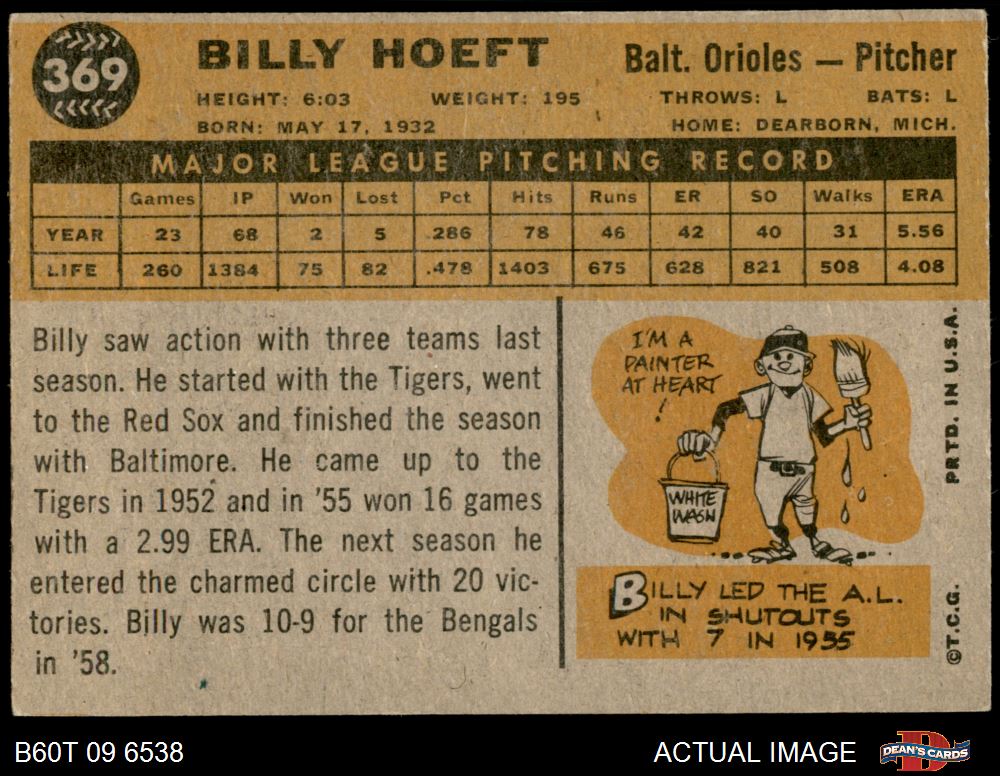 369
BILLY HOEFT
Balt. Orioles — Pitcher
HEIGHT: 6:03 WEIGHT: 195 THROWS: L BATS: L
BORN: MAY 17, 1932 HOME: DEARBORN, MICH.
MAJOR LEAGUE PITCHING RECORD
Games IP Won Lost Pct Hits Runs ER SO Walks ERA
YEAR 23 68 2 5 .286 78 46 42 40 31 5.56
LIFE 260 1384 75 82 .478 1403 675 628 821 508 4.08
Billy saw action with three teams last
season. He started with the Tigers, went
to the Red Sox and finished the season
with Baltimore. He came up to the
Tigers in 1952 and in '55 won 16 games
with a 2.99 ERA. The next season he
entered the charmed circle with 20 vic-
tories. Billy was 10-9 for the Bengals
in '58.
I'M A
PAINTER
AT HEART
!
WHITE
WASH
BILLY LED THE A.L.
IN SHUTOUTS
WITH 7 IN 1955
©T.C.G. PRTD. IN U.S.A.
B60T 09 6538
ACTUAL IMAGE
D
DEAN'S CARDS